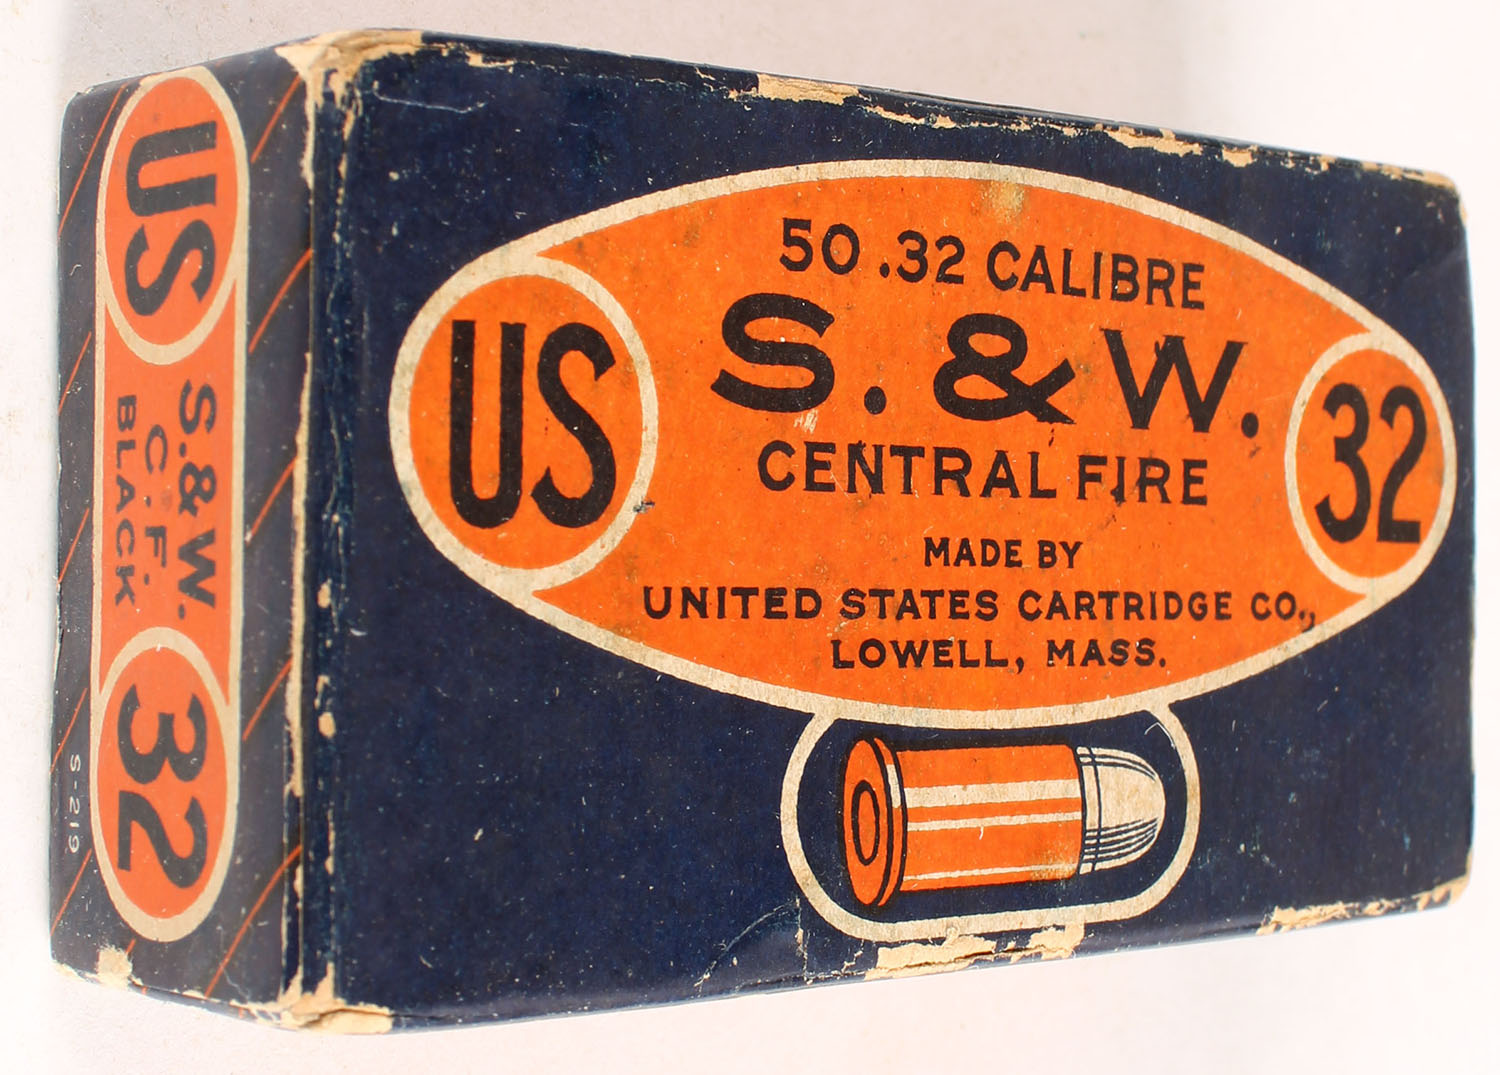 50 .32 CALIBRE
S. & W.
CENTRAL FIRE
MADE BY
UNITED STATES CARTRIDGE CO.,
LOWELL, MASS.
US
32
US
S. & W.
C. F.
BLACK
32
S-219